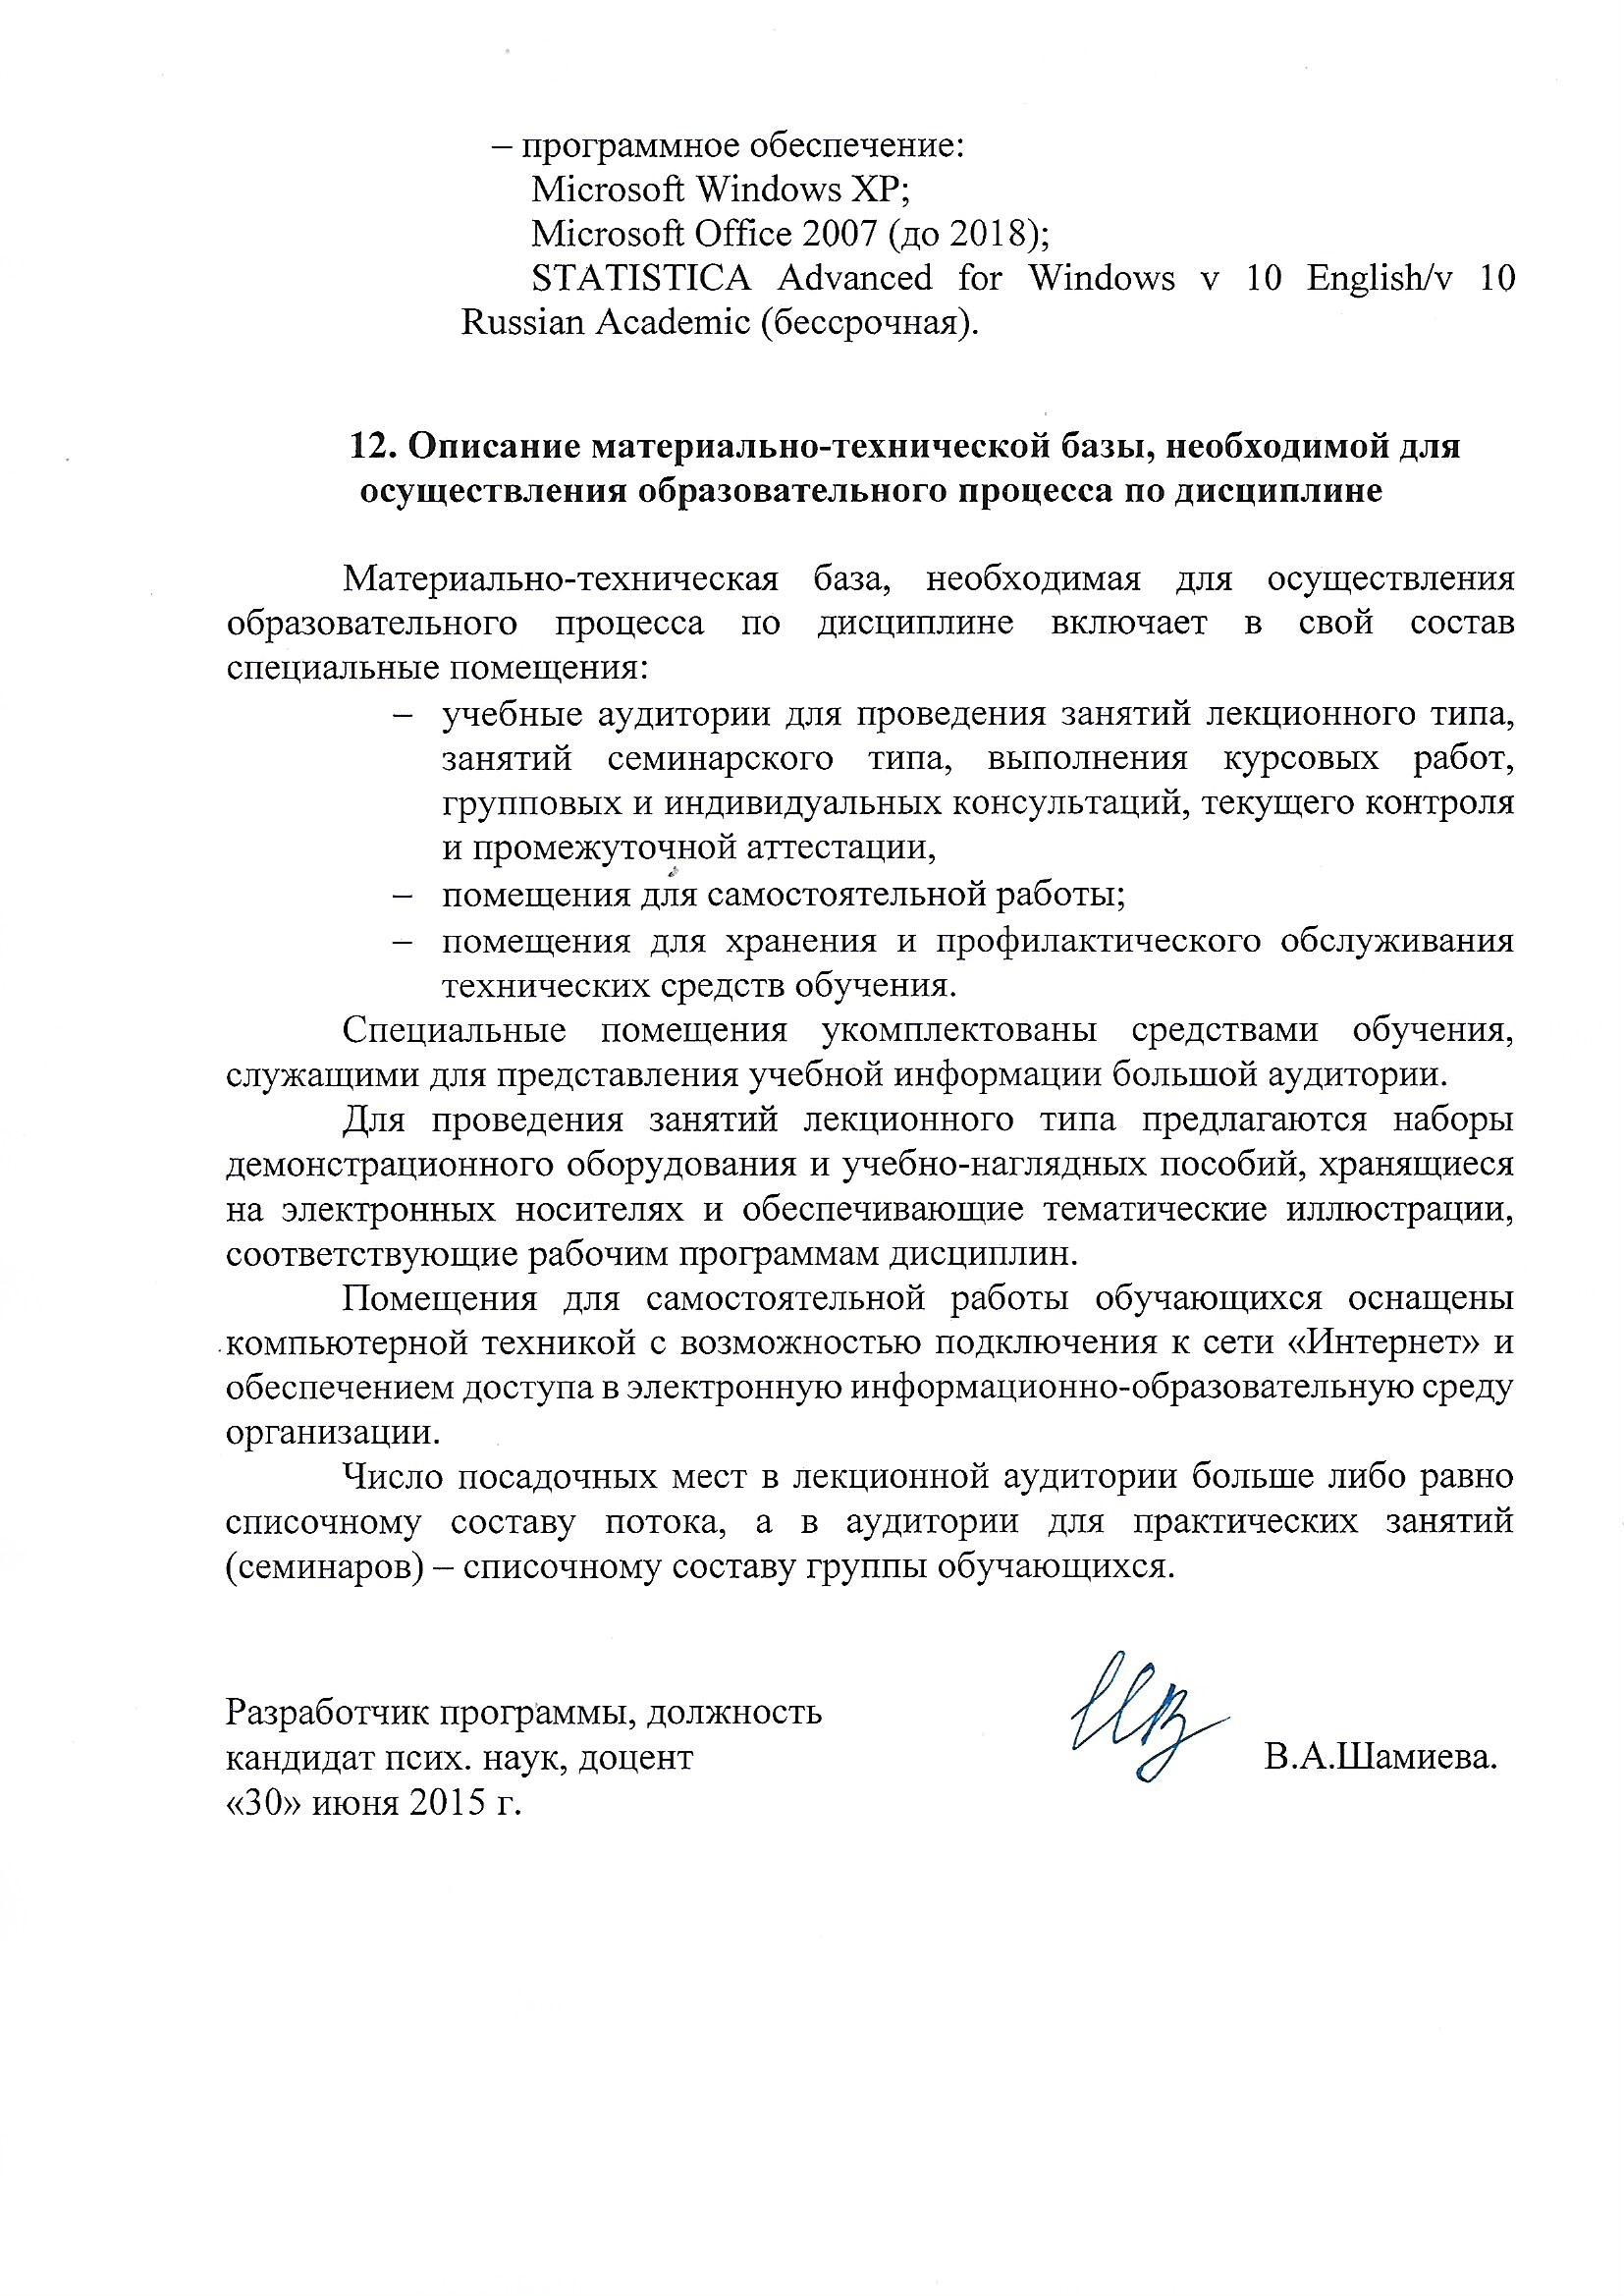 – программное обеспечение:
Microsoft Windows XP;
Microsoft Office 2007 (до 2018);
STATISTICA Advanced for Windows v 10 English/v 10
Russian Academic (бессрочная).
12. Описание материально-технической базы, необходимой для
осуществления образовательного процесса по дисциплине
Материально-техническая база, необходимая для осуществления
образовательного процесса по дисциплине включает в свой состав
специальные помещения:
– учебные аудитории для проведения занятий лекционного типа,
занятий семинарского типа, выполнения курсовых работ,
групповых и индивидуальных консультаций, текущего контроля
и промежуточной аттестации,
– помещения для самостоятельной работы;
– помещения для хранения и профилактического обслуживания
технических средств обучения.
Специальные помещения укомплектованы средствами обучения,
служащими для представления учебной информации большой аудитории.
Для проведения занятий лекционного типа предлагаются наборы
демонстрационного оборудования и учебно-наглядных пособий, хранящиеся
на электронных носителях и обеспечивающие тематические иллюстрации,
соответствующие рабочим программам дисциплин.
Помещения для самостоятельной работы обучающихся оснащены
компьютерной техникой с возможностью подключения к сети «Интернет» и
обеспечением доступа в электронную информационно-образовательную среду
организации.
Число посадочных мест в лекционной аудитории больше либо равно
списочному составу потока, а в аудитории для практических занятий
(семинаров) – списочному составу группы обучающихся.
Разработчик программы, должность
кандидат псих. наук, доцент В.А.Шамиева.
«30» июня 2015 г.